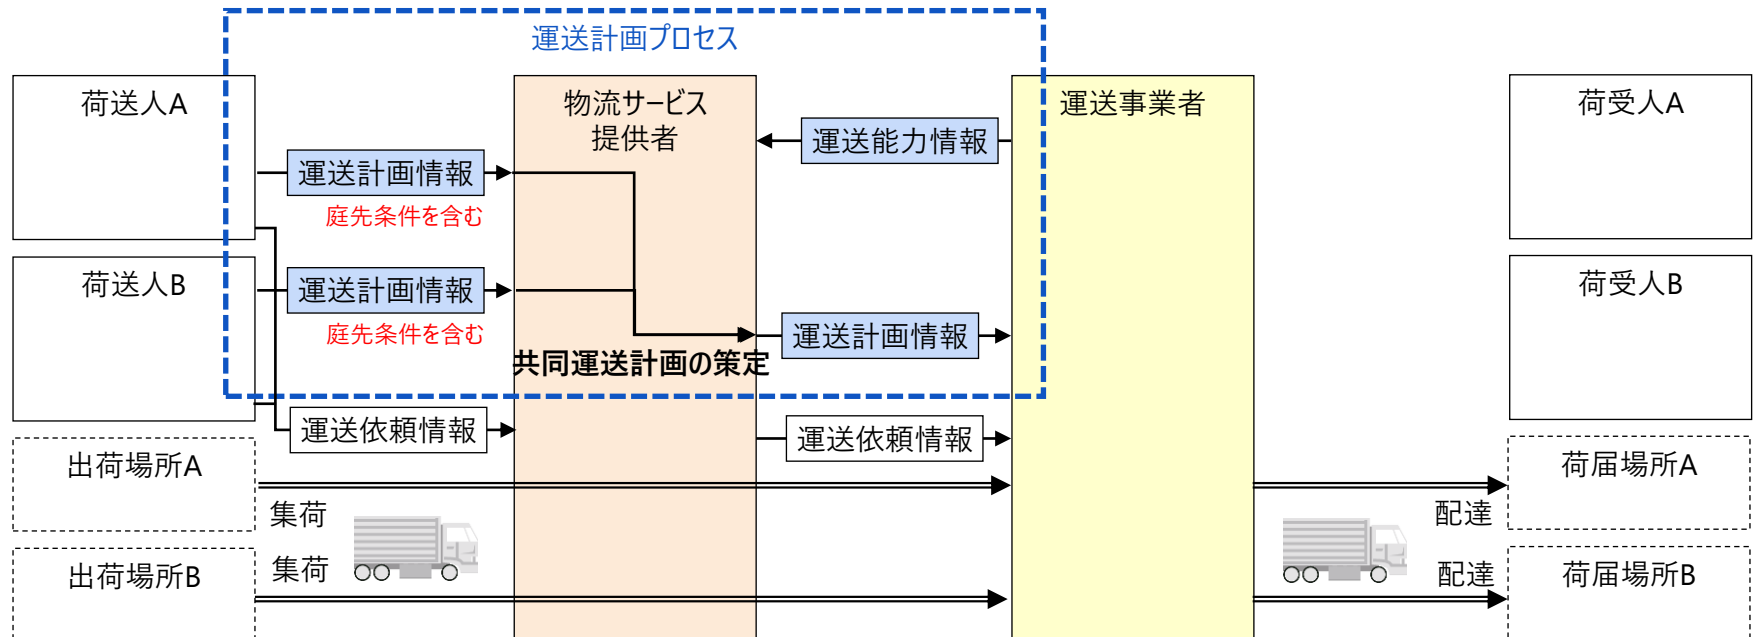 運送計画プロセス
荷送人A
物流サービス
提供者
運送事業者
荷受人A
運送能力情報
運送計画情報
庭先条件を含む
荷送人B
荷受人B
運送計画情報
庭先条件を含む
運送計画情報
共同運送計画の策定
運送依頼情報
運送依頼情報
出荷場所A
荷届場所A
集荷
配達
出荷場所B
集荷
配達
荷届場所B